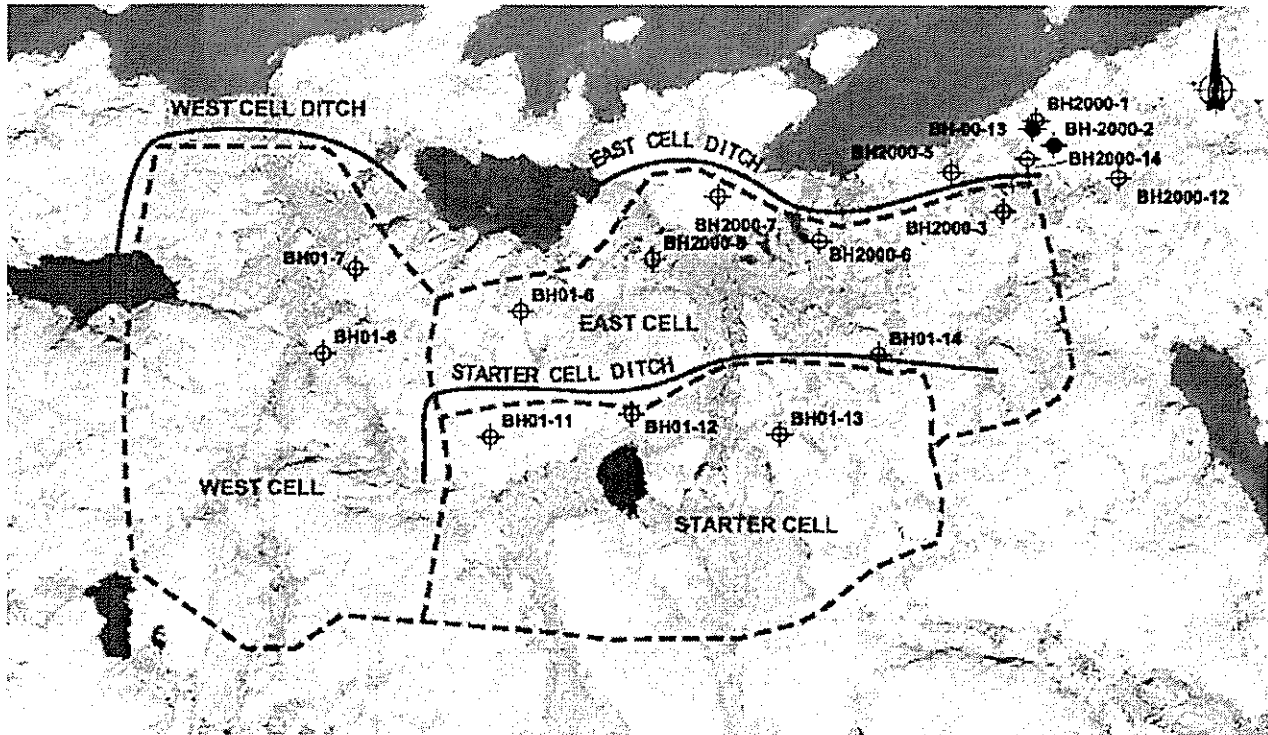 BH2000-1
WEST CELL DITCH
BH-00-13
BH-2000-2
EAST CELL DITCH
BH2000-5
BH2000-14
BH2000-12
BH2000-7
BH2000-3
BH2000-6
BH01-7
BH01-6
EAST CELL
BH01-8
BH01-14
STARTER CELL DITCH
BH01-11
BH01-12
BH01-13
WEST CELL
STARTER CELL